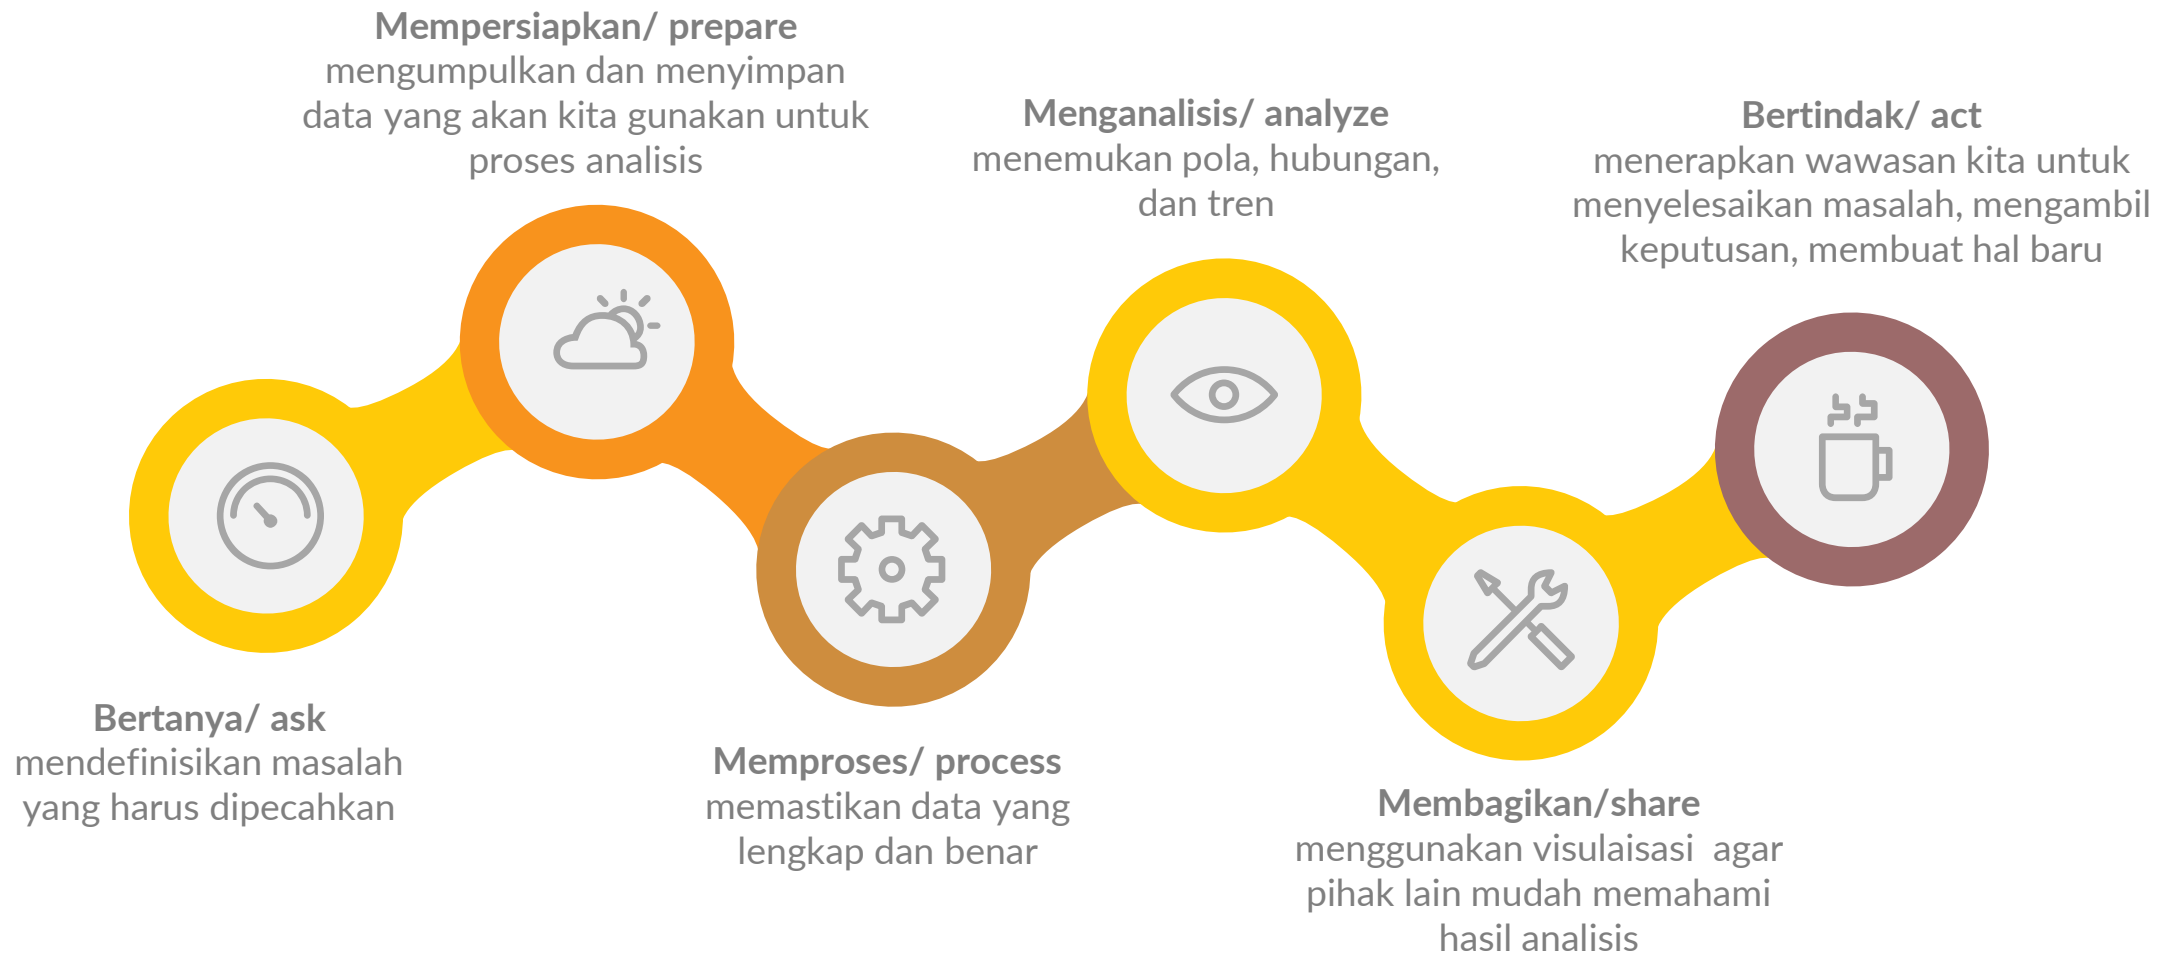 Mempersiapkan/ prepare
mengumpulkan dan menyimpan
data yang akan kita gunakan untuk
proses analisis
Menganalisis/ analyze
menemukan pola, hubungan,
dan tren
Bertindak/ act
menerapkan wawasan kita untuk
menyelesaikan masalah, mengambil
keputusan, membuat hal baru
Bertanya/ ask
mendefinisikan masalah
yang harus dipecahkan
Memproses/ process
memastikan data yang
lengkap dan benar
Membagikan/share
menggunakan visulaisasi  agar
pihak lain mudah memahami
hasil analisis